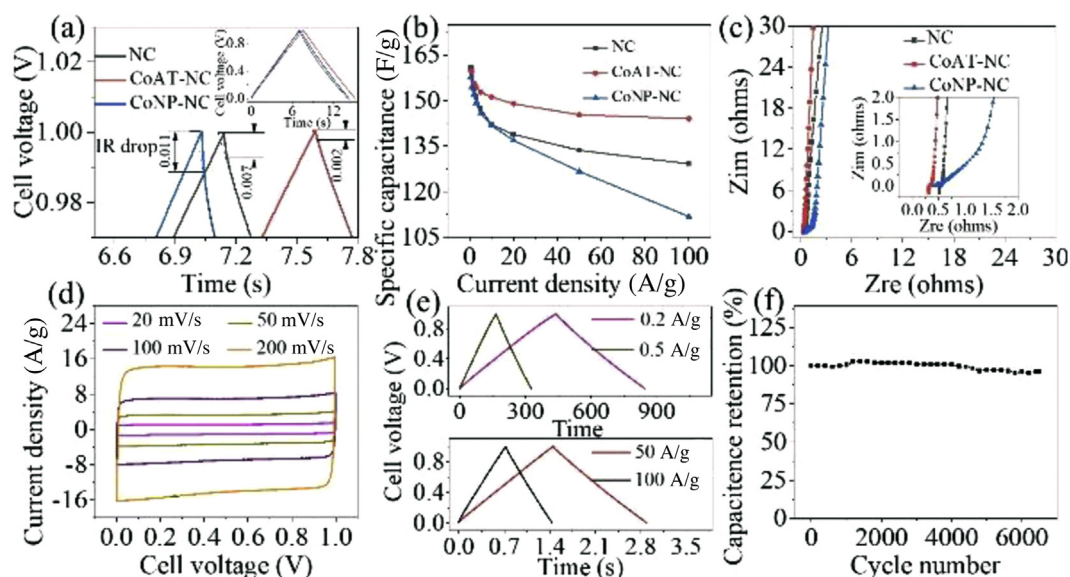 (a)
Cell voltage (V)
1.02
1.00
0.98
NC
CoAT-NC
CoNP-NC
IR drop
0.011
0.007
0.002
Cell voltage (V)
0.8
0.4
0.0
0 6 12
Time (s)
6.6 6.9 7.2 7.5 7.8
Time (s)
(b)
Specific capacitance (F/g)
165
150
135
120
105
NC
CoAT-NC
CoNP-NC
0 20 40 60 80 100
Current density (A/g)
(c)
Zim (ohms)
30
24
18
12
6
0
NC
CoAT-NC
CoNP-NC
Zim (ohms)
2.0
1.5
1.0
0.5
0.0
0.0 0.5 1.0 1.5 2.0
Zre (ohms)
0 6 12 18 24 30
Zre (ohms)
(d)
Current density (A/g)
24
16
8
0
-8
-16
20 mV/s
50 mV/s
100 mV/s
200 mV/s
0.0 0.2 0.4 0.6 0.8 1.0
Cell voltage (V)
(e)
Cell voltage (V)
0.8
0.4
0.0
0.2 A/g
0.5 A/g
0 300 600 900
Time
0.8
0.4
0.0
50 A/g
100 A/g
0.0 0.7 1.4 2.1 2.8 3.5
Time (s)
(f)
Capacitence retention (%)
125
100
75
50
25
0
0 2000 4000 6000
Cycle number